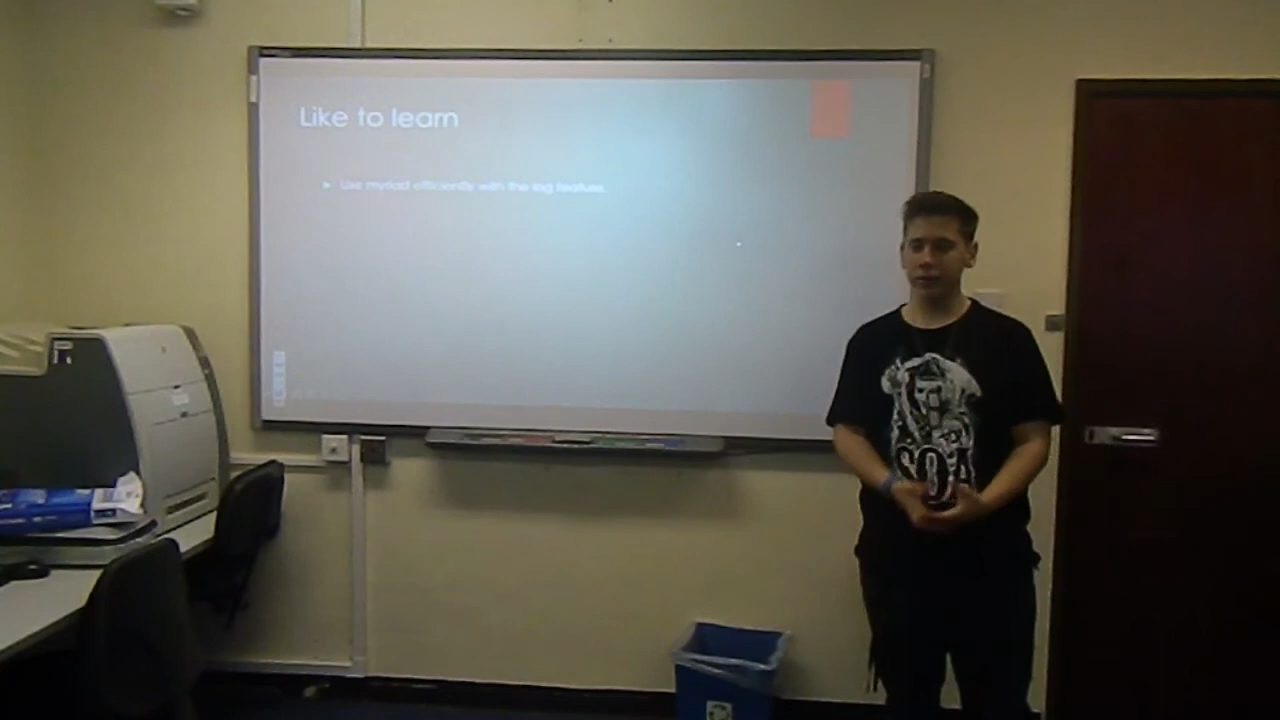 Like to learn
Use myriad efficiently with the log feature.
SOA